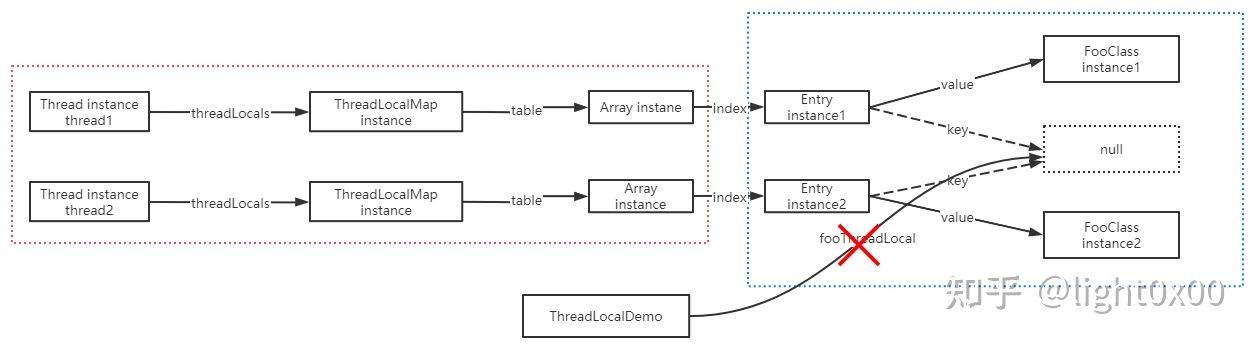 FooClass
instance1
value
Thread instance
thread1
threadLocals
ThreadLocalMap
instance
table
Array instane
index
Entry
instance1
key
null
Thread instance
thread2
threadLocals
ThreadLocalMap
instance
table
Array
instance
index
Entry
instance2
key
value
FooClass
instance2
fooThreadLocal
ThreadLocalDemo
知乎 @light0x00